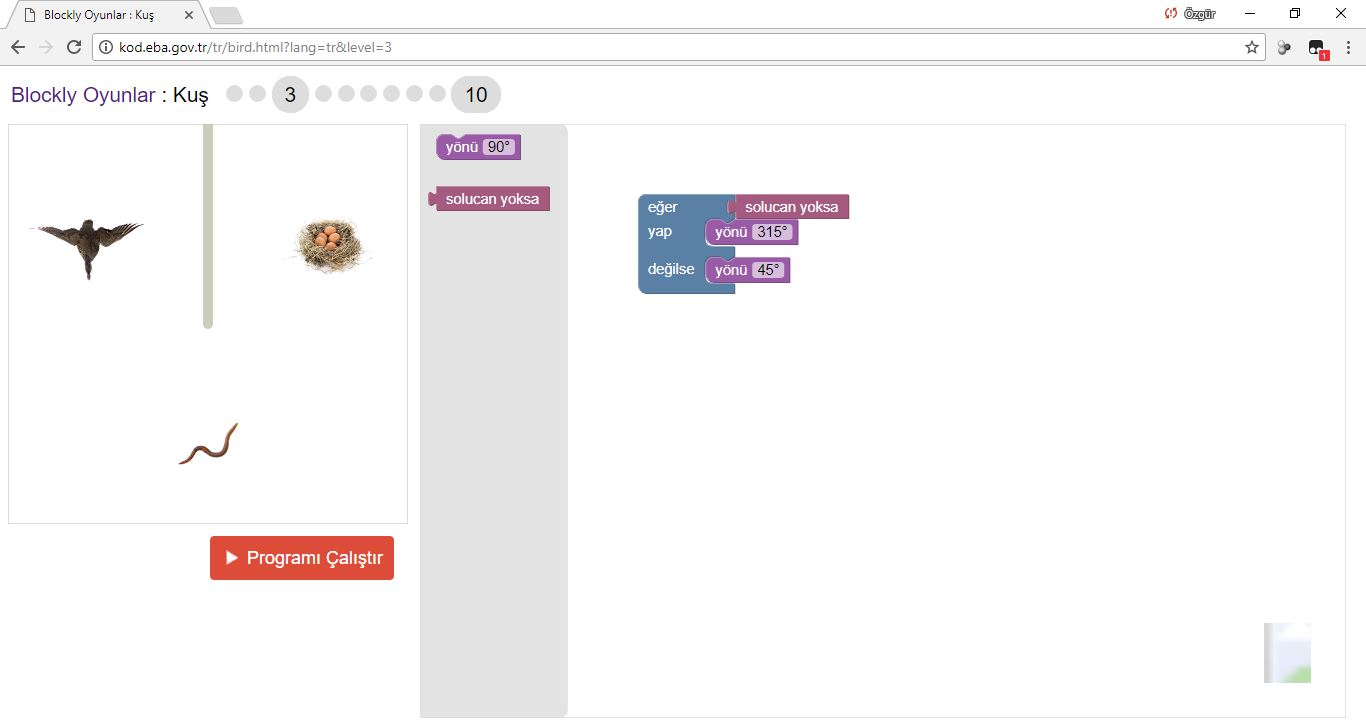 Blockly Oyunlar : Kuş
Özgür
kod.eba.gov.tr/tr/bird.html?lang=tr&level=3
1
Blockly Oyunlar : Kuş 3 10
yönü 90°
solucan yoksa
eğer solucan yoksa
yap yönü 315°
değilse yönü 45°
Programı Çalıştır